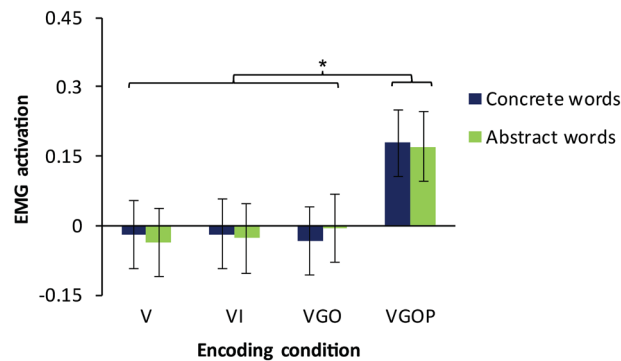 0.45
0.3
0.15
0
-0.15
EMG activation
*
Concrete words
Abstract words
V VI VGO VGOP
Encoding condition